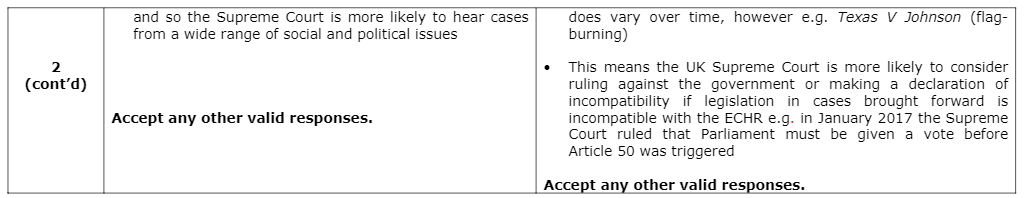 and so the Supreme Court is more likely to hear cases
from a wide range of social and political issues
2
(cont’d)
Accept any other valid responses.
does vary over time, however e.g. Texas V Johnson (flag-
burning)
• This means the UK Supreme Court is more likely to consider
ruling against the government or making a declaration of
incompatibility if legislation in cases brought forward is
incompatible with the ECHR e.g. in January 2017 the Supreme
Court ruled that Parliament must be given a vote before
Article 50 was triggered
Accept any other valid responses.